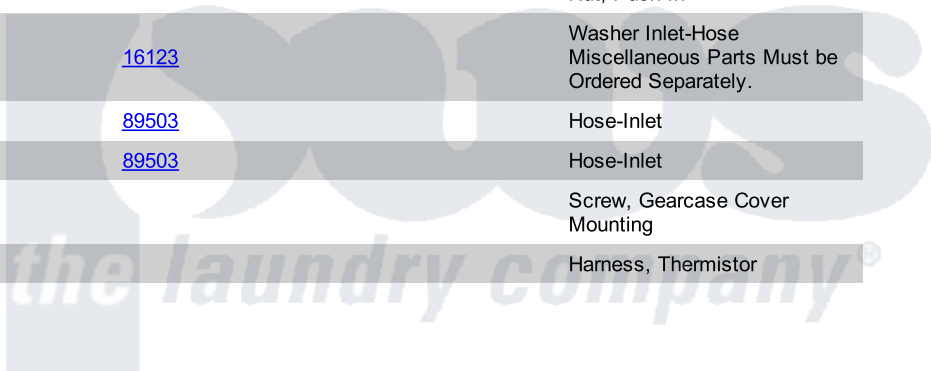 16123
Washer Inlet-Hose
Miscellaneous Parts Must be
Ordered Separately.
89503 Hose-Inlet
89503 Hose-Inlet
Screw, Gearcase Cover
Mounting
Harness, Thermistor
the laundry company®